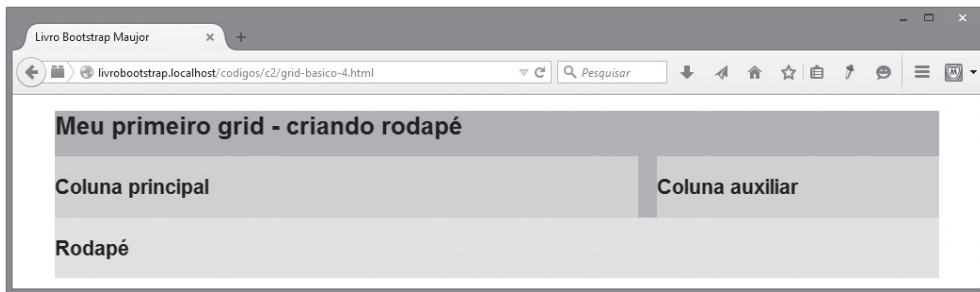 Livro Bootstrap Maujor
livrobootstrap.localhost/codigos/c2/grid-basico-4.html
Pesquisar
Meu primeiro grid - criando rodapé
Coluna principal
Coluna auxiliar
Rodapé